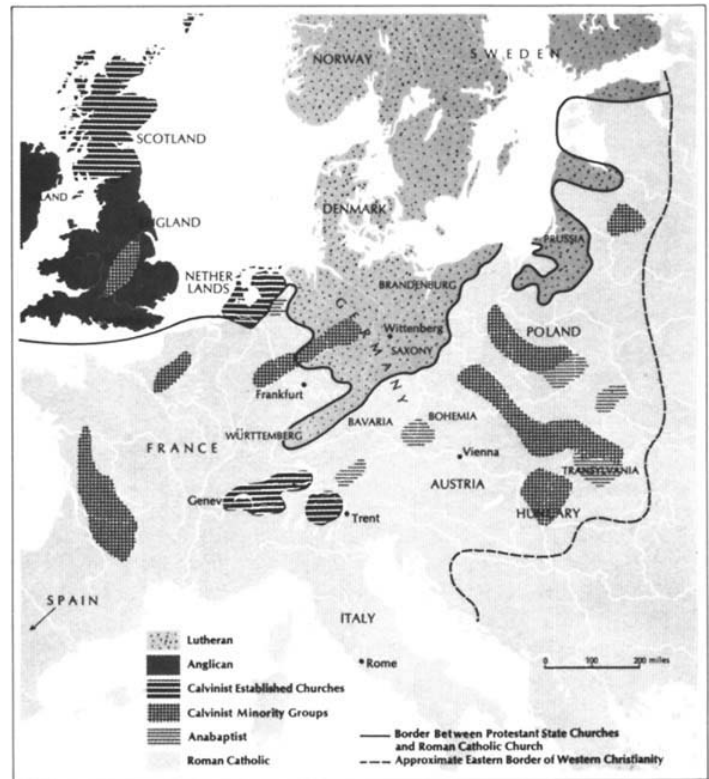 NORWAY
SWEDEN
SCOTLAND
LAND
ENGLAND
DENMARK
NETHER
LANDS
PRUSSIA
BRANDENBURG
GERMANY
Wittenberg
SAXONY
POLAND
Frankfurt
BAVARIA
BOHEMIA
WÜRTTEMBERG
FRANCE
Vienna
TRANSYLVANIA
AUSTRIA
Genev
Trent
HUNGARY
SPAIN
ITALY
Rome
0 100 200 miles
Lutheran
Anglican
Calvinist Established Churches
Calvinist Minority Groups
Anabaptist
Roman Catholic
Border Between Protestant State Churches
and Roman Catholic Church
Approximate Eastern Border of Western Christianity